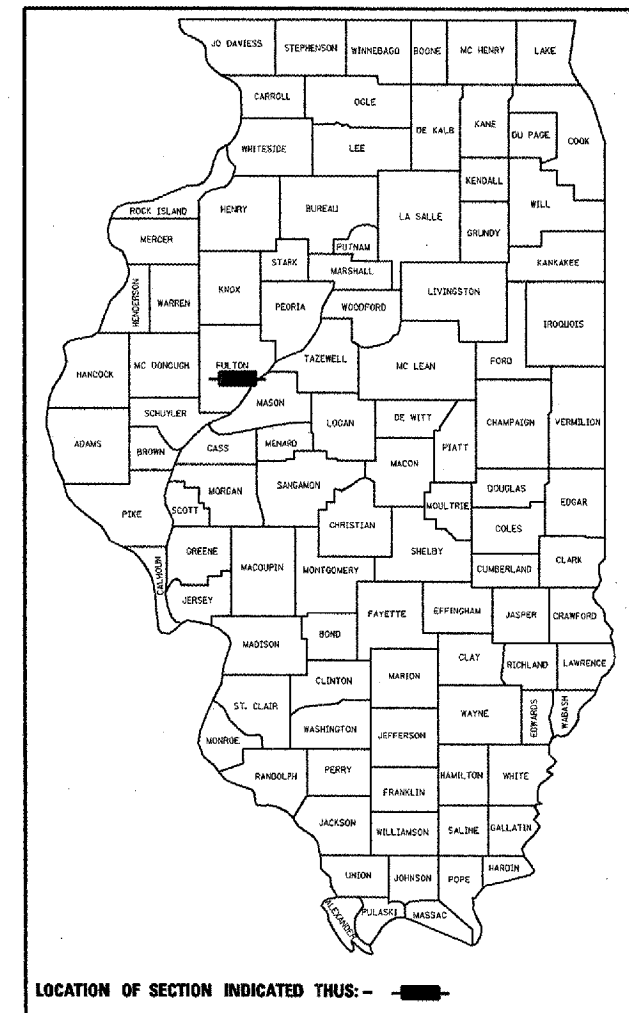 JO DAVIESS STEPHENSON WINNEBAGO BOONE MC HENRY LAKE
CARROLL OGLE
DE KALB KANE DU PAGE COOK
WHITESIDE LEE
KENDALL WILL
ROCK ISLAND HENRY BUREAU LA SALLE GRUNDY
MERCER PUTNAM
STARK MARSHALL KANKAKEE
HENDERSON WARREN KNOX PEORIA WOODFORD LIVINGSTON IROQUOIS
HANCOCK MC DONOUGH FULTON TAZEWELL MC LEAN FORD
SCHUYLER MASON
ADAMS BROWN CASS MENARD LOGAN DE WITT PIATT CHAMPAIGN VERMILION
MACON
PIKE SCOTT MORGAN SANGAMON MOULTRIE DOUGLAS EDGAR
CHRISTIAN COLES
CALHOUN GREENE MACOUPIN MONTGOMERY SHELBY CUMBERLAND CLARK
JERSEY
FAYETTE EFFINGHAM JASPER CRAWFORD
MADISON BOND
CLAY RICHLAND LAWRENCE
CLINTON MARION
ST. CLAIR WAYNE EDWARDS WABASH
MONROE WASHINGTON JEFFERSON
RANDOLPH PERRY HAMILTON WHITE
FRANKLIN
JACKSON WILLIAMSON SALINE GALLATIN
UNION JOHNSON POPE HARDIN
ALEXANDER PULASKI MASSAC
LOCATION OF SECTION INDICATED THUS: -